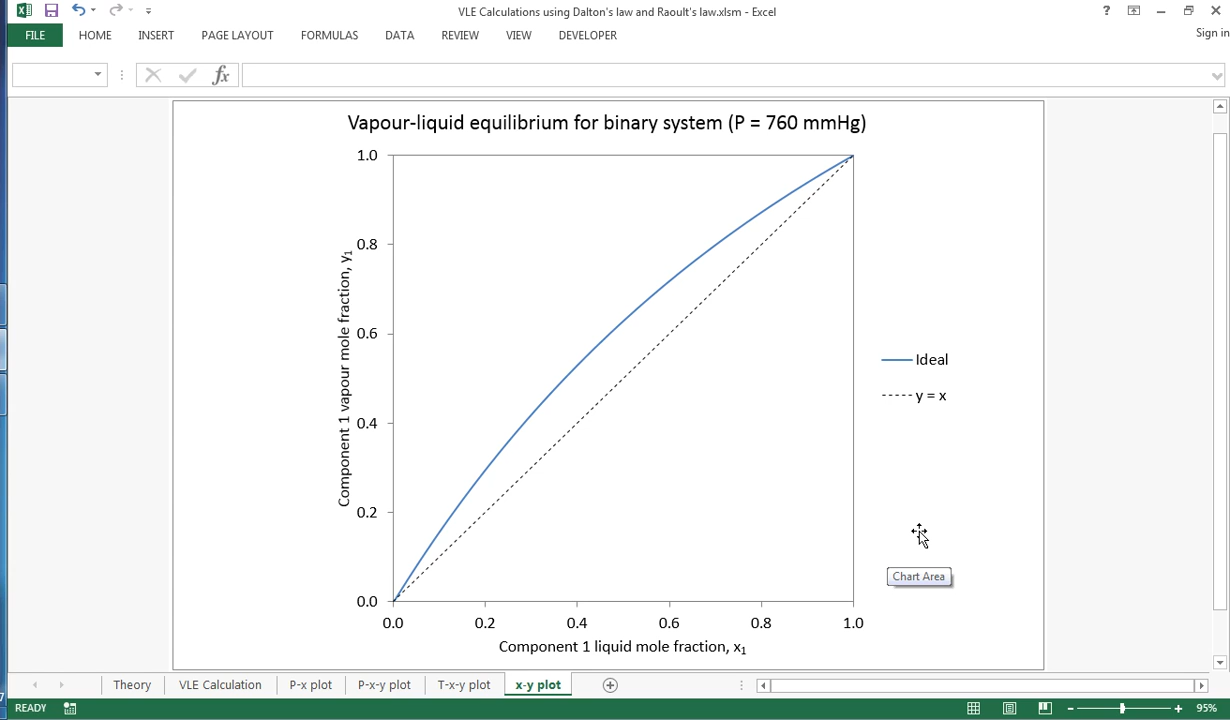 VLE Calculations using Dalton's law and Raoult's law.xlsm - Excel
?
FILE HOME INSERT PAGE LAYOUT FORMULAS DATA REVIEW VIEW DEVELOPER Sign in
fx
Vapour-liquid equilibrium for binary system (P = 760 mmHg)
1.0
0.8
0.6
0.4
0.2
0.0
Component 1 vapour mole fraction, y₁
0.0 0.2 0.4 0.6 0.8 1.0
Component 1 liquid mole fraction, x₁
Ideal
y = x
Chart Area
Theory VLE Calculation P-x plot P-x-y plot T-x-y plot x-y plot
READY 95%